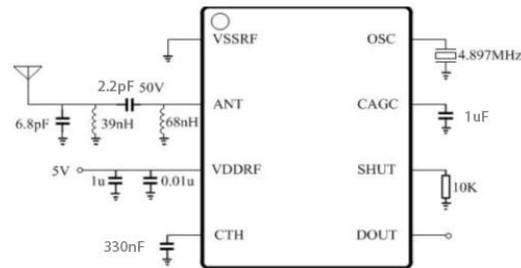 VSSRF
OSC
4.897MHz
2.2pF 50V
ANT
CAGC
6.8pF
39nH
68nH
1uF
5V
VDDRF
SHUT
1u
0.01u
10K
CTH
DOUT
330nF